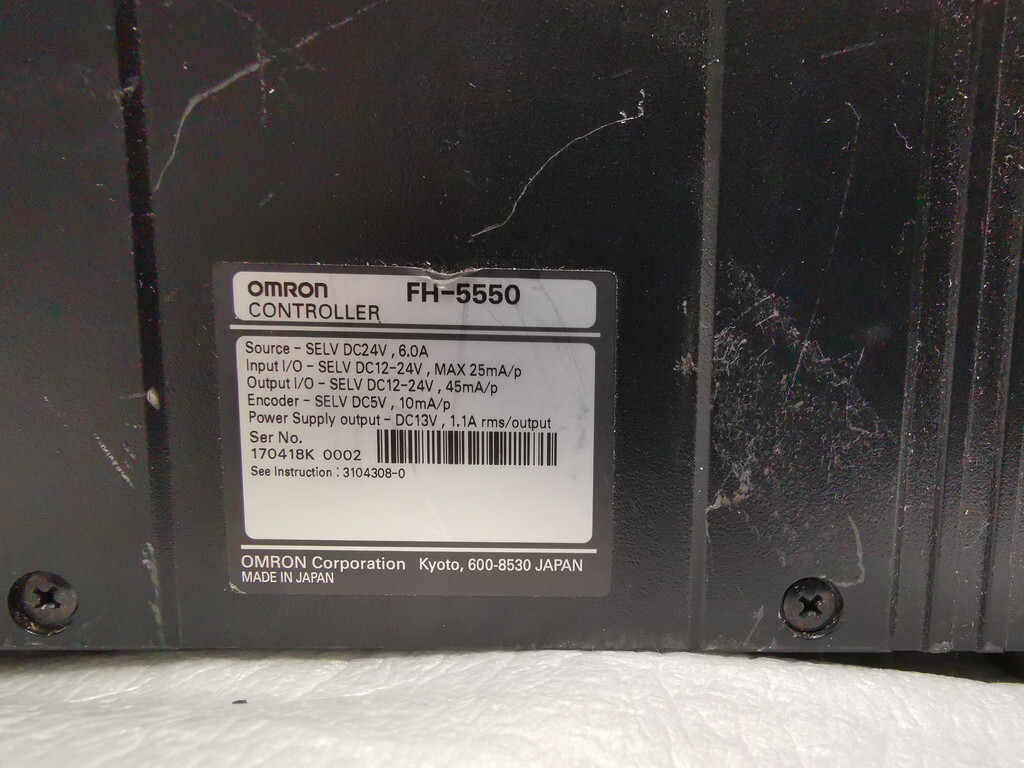 OMRON FH-5550
CONTROLLER
Source - SELV DC24V , 6.0A
Input I/O - SELV DC12-24V , MAX 25mA/p
Output I/O - SELV DC12-24V , 45mA/p
Encoder - SELV DC5V , 10mA/p
Power Supply output - DC13V , 1.1A rms/output
Ser No.
170418K 0002
See Instruction : 3104308-0
OMRON Corporation Kyoto, 600-8530 JAPAN
MADE IN JAPAN